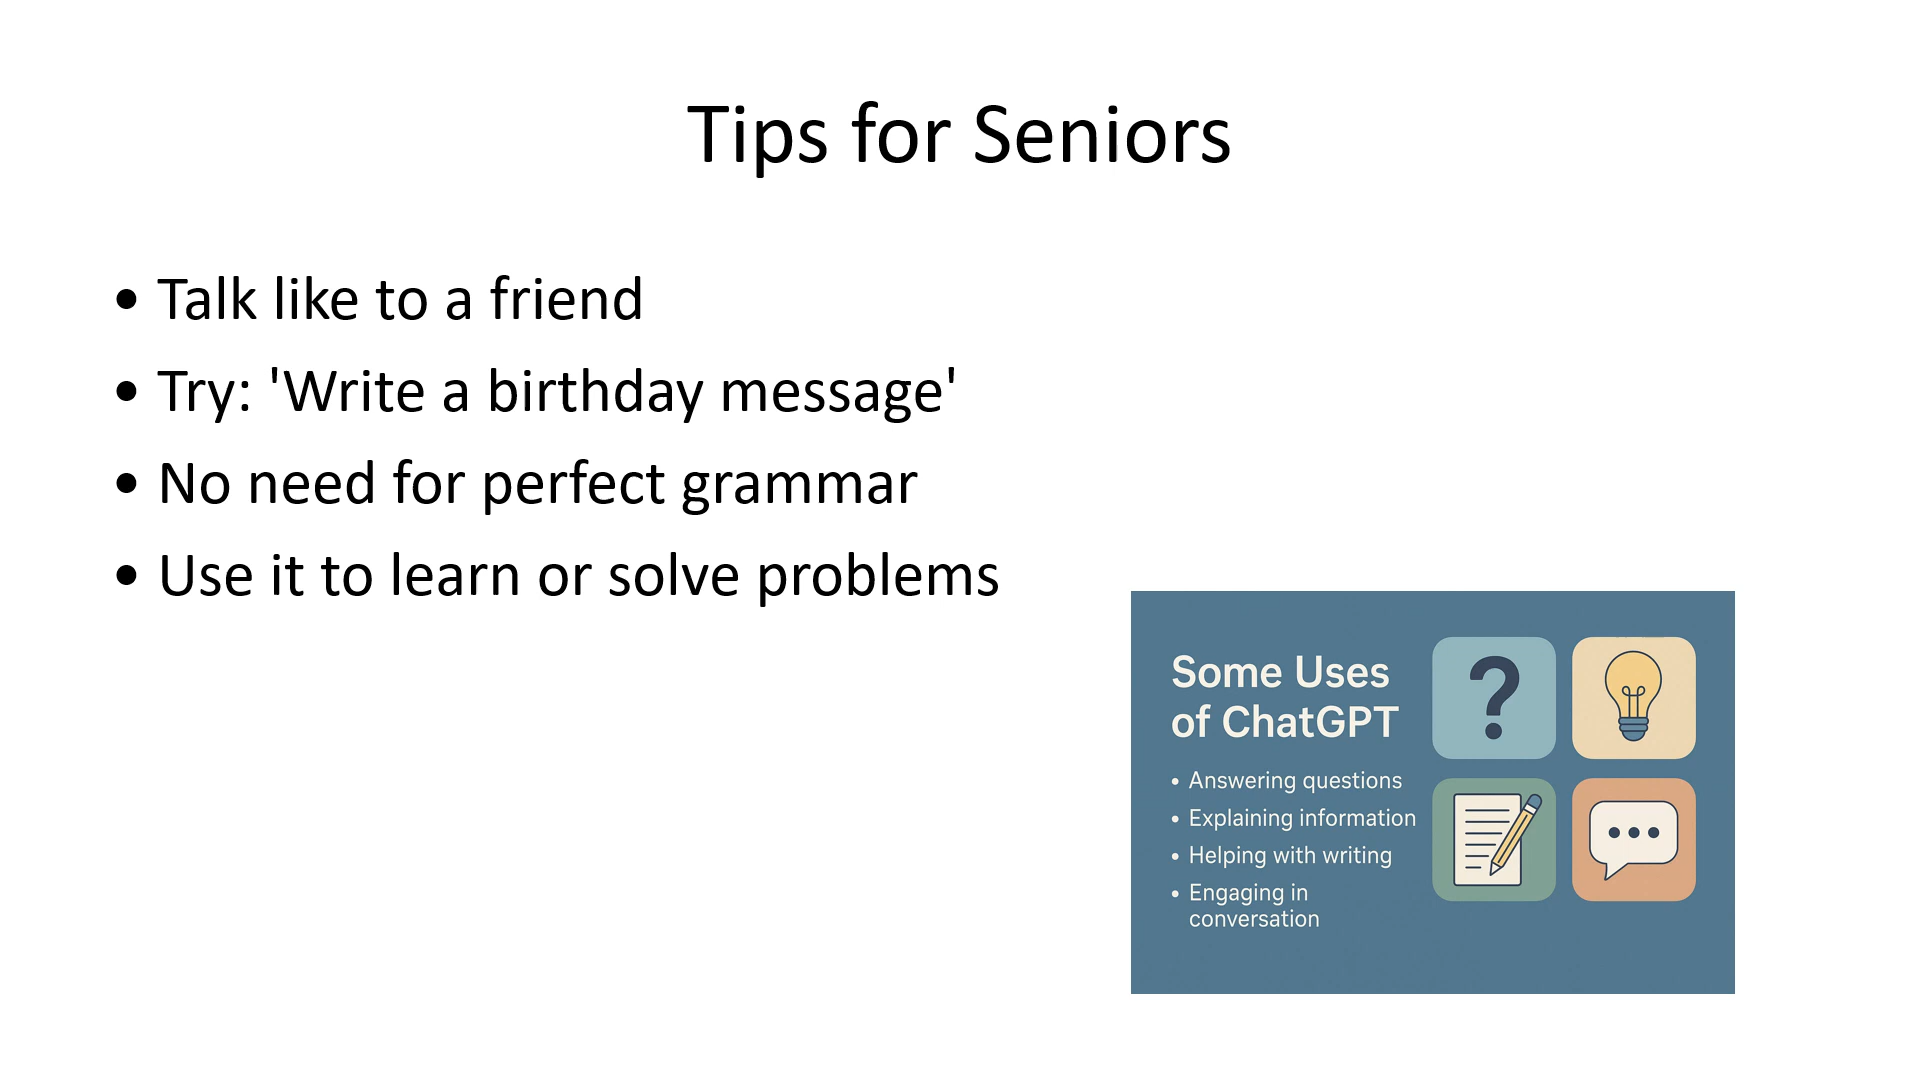 Tips for Seniors
• Talk like to a friend
• Try: 'Write a birthday message'
• No need for perfect grammar
• Use it to learn or solve problems
Some Uses
of ChatGPT
• Answering questions
• Explaining information
• Helping with writing
• Engaging in
conversation
?